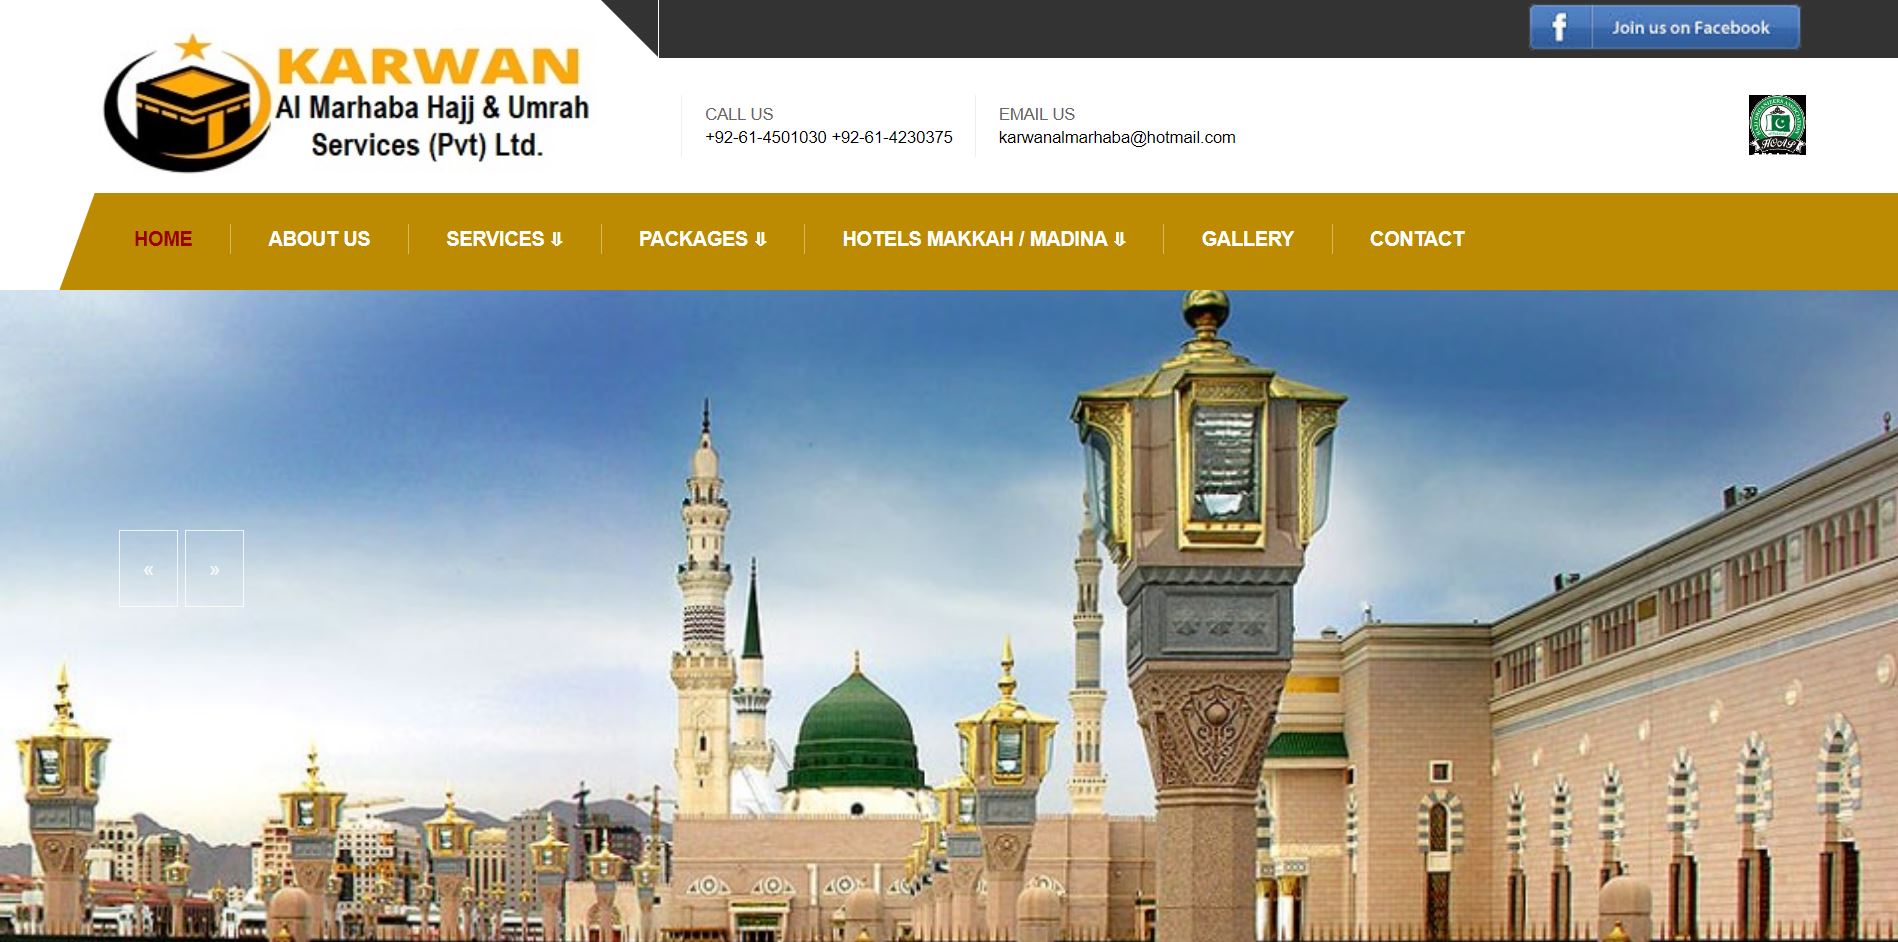 Join us on Facebook
KARWAN
Al Marhaba Hajj & Umrah
Services (Pvt) Ltd.
CALL US
+92-61-4501030 +92-61-4230375
EMAIL US
karwanalmarhaba@hotmail.com
HOME
ABOUT US
SERVICES ⇓
PACKAGES ⇓
HOTELS MAKKAH / MADINA ⇓
GALLERY
CONTACT
«
»